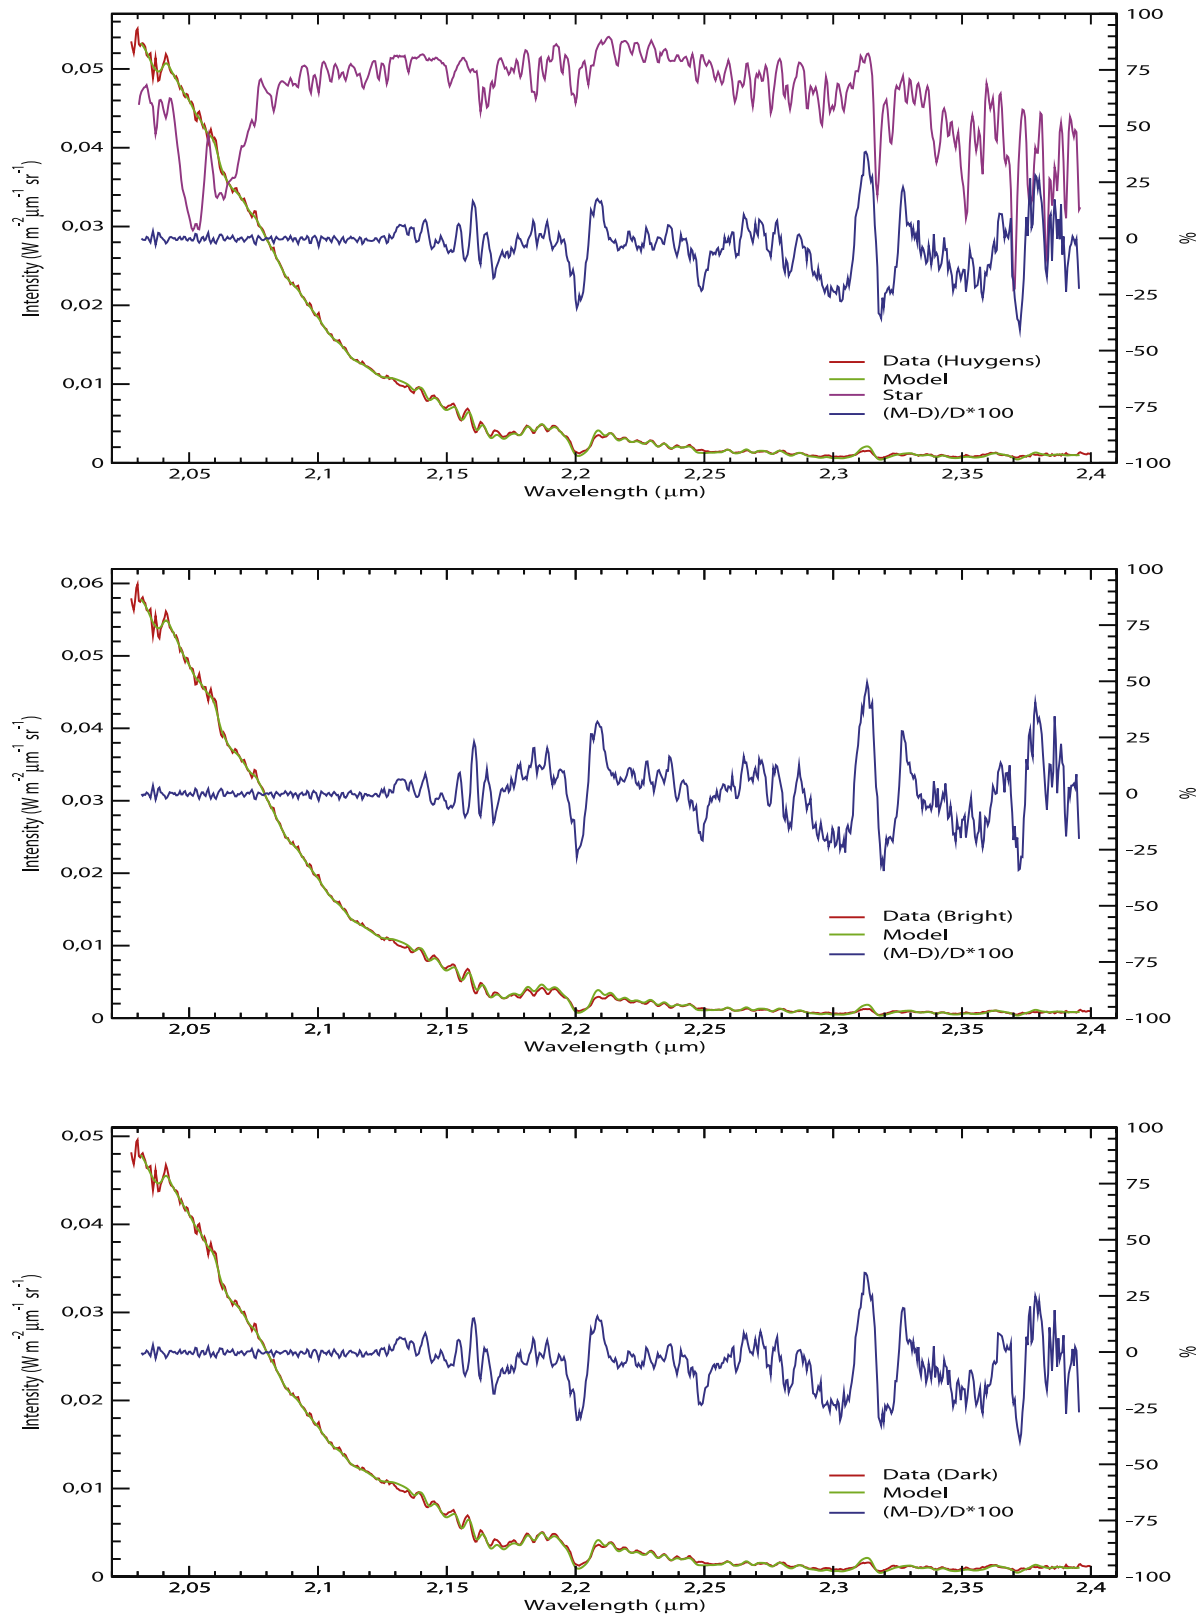 100
0,05
75
0,04
50
25
0,03
0
-25
0,02
-50
0,01
-75
0
-100
Intensity (W m-2 μm-1 sr-1)
%
Data (Huygens)
Model
Star
(M-D)/D*100
2,05 2,1 2,15 2,2 2,25 2,3 2,35 2,4
Wavelength (μm)
100
0,06
75
0,05
50
0,04
25
0,03
0
0,02
-25
-50
0,01
-75
0
-100
Intensity (W m-2 μm-1 sr-1)
%
Data (Bright)
Model
(M-D)/D*100
2,05 2,1 2,15 2,2 2,25 2,3 2,35 2,4
Wavelength (μm)
100
0,05
75
0,04
50
25
0,03
0
0,02
-25
-50
0,01
-75
0
-100
Intensity (W m-2 μm-1 sr-1)
%
Data (Dark)
Model
(M-D)/D*100
2,05 2,1 2,15 2,2 2,25 2,3 2,35 2,4
Wavelength (μm)